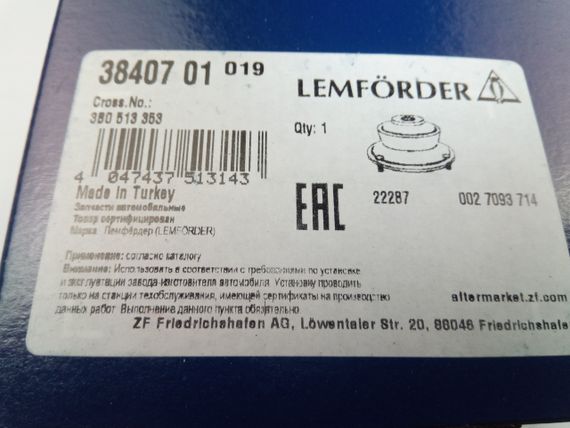 38407 01 019
LEMFÖRDER
Cross.No.:
3B0 513 353
Qty: 1
4 047437 513143
Made in Turkey
EAC
22287
002 7093 714
Запчасти автомобильные
Товар сертифицирован
Марка Лемфёрдер (LEMFÖRDER)
Применение: согласно каталогу
Внимание: Использовать в соответствии с требованиями по установке
и эксплуатации завода-изготовителя автомобиля. Установку проводить
только на станции техобслуживания, имеющей сертификаты на производство
данных работ. Выполнение данного пункта обязательно.
aftermarket.zf.com
ZF Friedrichshafen AG, Löwentaler Str. 20, 88046 Friedrichshafe